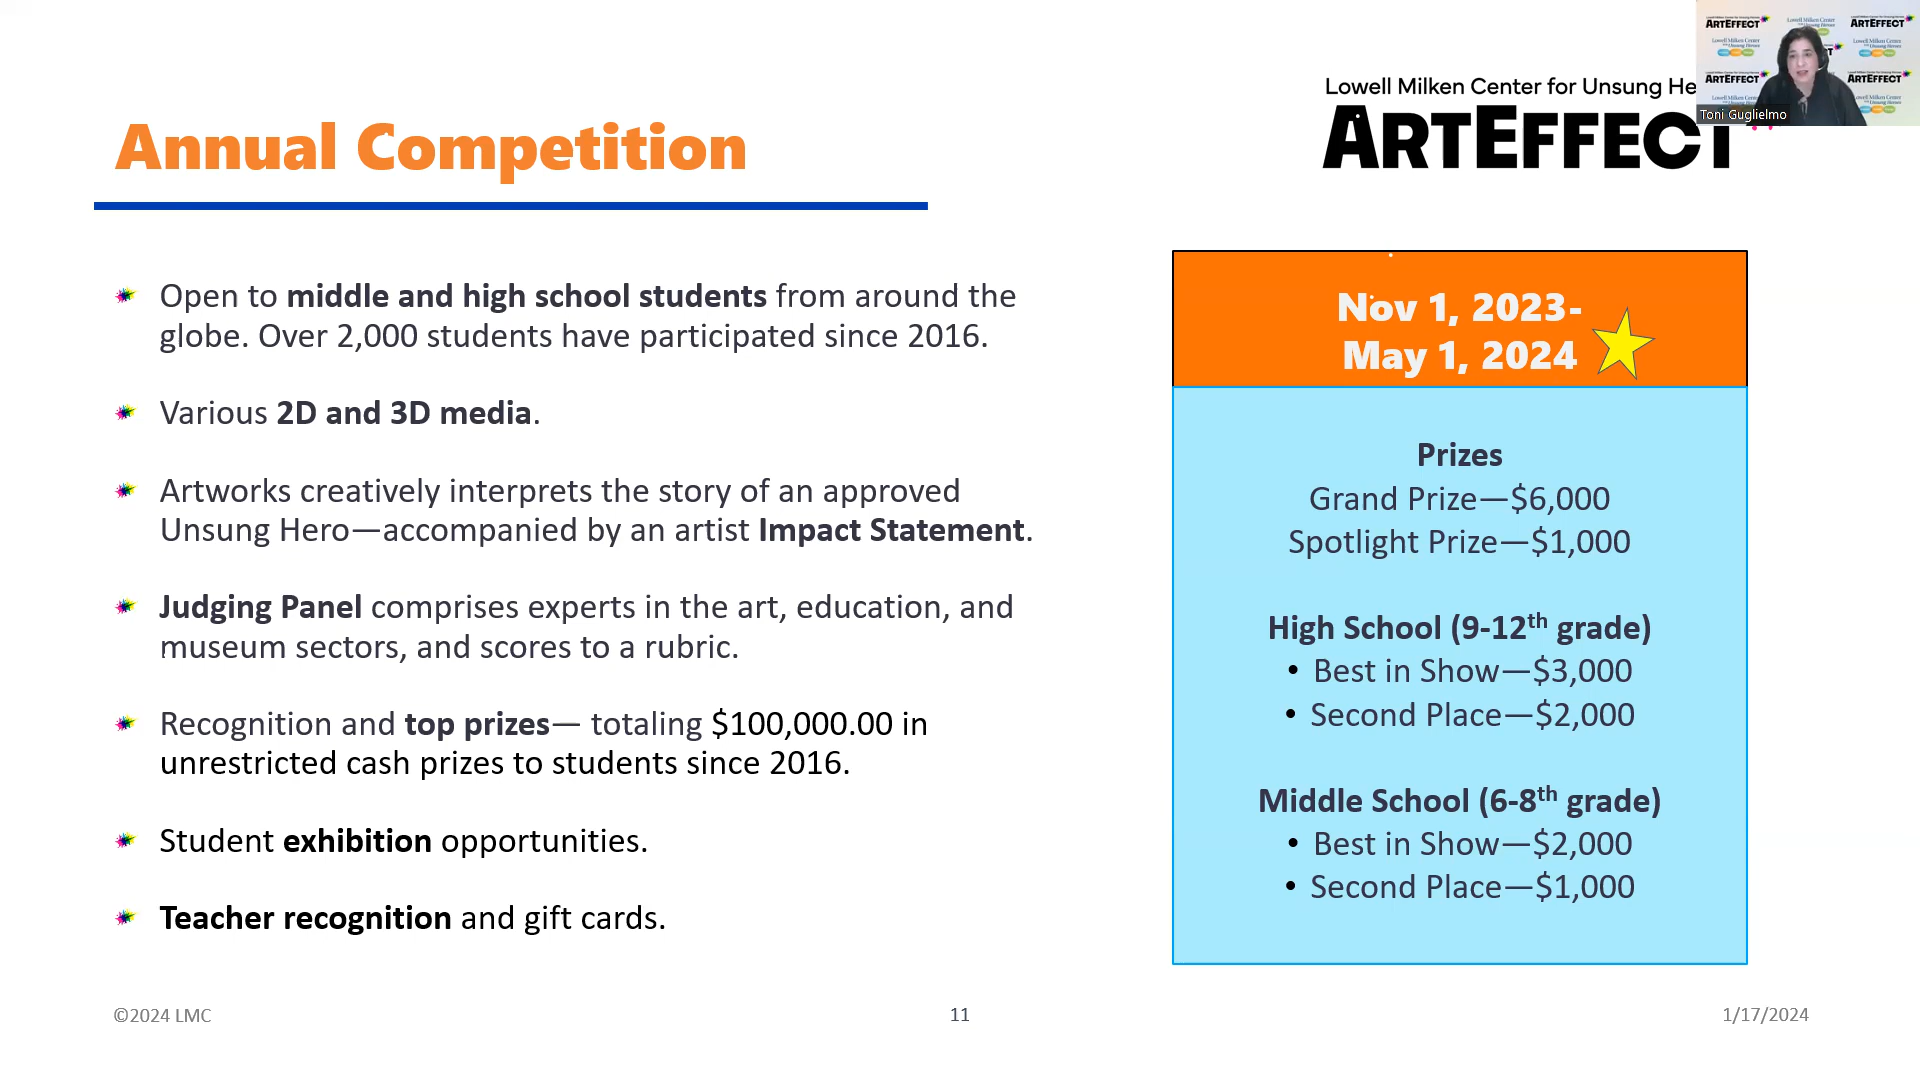 Annual Competition
Lowell Milken Center for Unsung He
ARTEFFECT
Toni Guglielmo
Open to middle and high school students from around the
globe. Over 2,000 students have participated since 2016.
Various 2D and 3D media.
Artworks creatively interprets the story of an approved
Unsung Hero—accompanied by an artist Impact Statement.
Judging Panel comprises experts in the art, education, and
museum sectors, and scores to a rubric.
Recognition and top prizes— totaling $100,000.00 in
unrestricted cash prizes to students since 2016.
Student exhibition opportunities.
Teacher recognition and gift cards.
Nov 1, 2023-
May 1, 2024
Prizes
Grand Prize—$6,000
Spotlight Prize—$1,000
High School (9-12th grade)
• Best in Show—$3,000
• Second Place—$2,000
Middle School (6-8th grade)
• Best in Show—$2,000
• Second Place—$1,000
©2024 LMC
11
1/17/2024